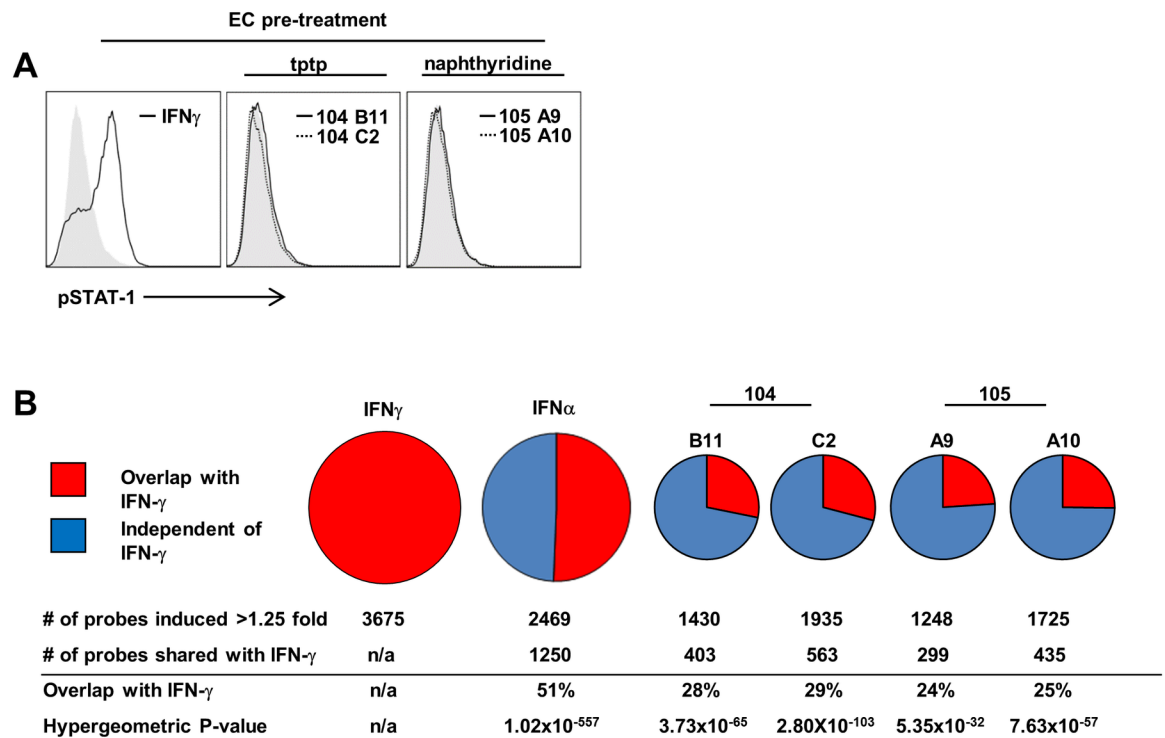 EC pre-treatment
A
tptp
naphthyridine
IFNγ
104 B11
104 C2
105 A9
105 A10
pSTAT-1
B
IFNγ
IFNα
104
105
B11
C2
A9
A10
Overlap with
IFN-γ
Independent of
IFN-γ
# of probes induced >1.25 fold 3675 2469 1430 1935 1248 1725
# of probes shared with IFN-γ n/a 1250 403 563 299 435
Overlap with IFN-γ n/a 51% 28% 29% 24% 25%
Hypergeometric P-value n/a 1.02x10⁻⁵⁵⁷ 3.73x10⁻⁶⁵ 2.80X10⁻¹⁰³ 5.35x10⁻³² 7.63x10⁻⁵⁷